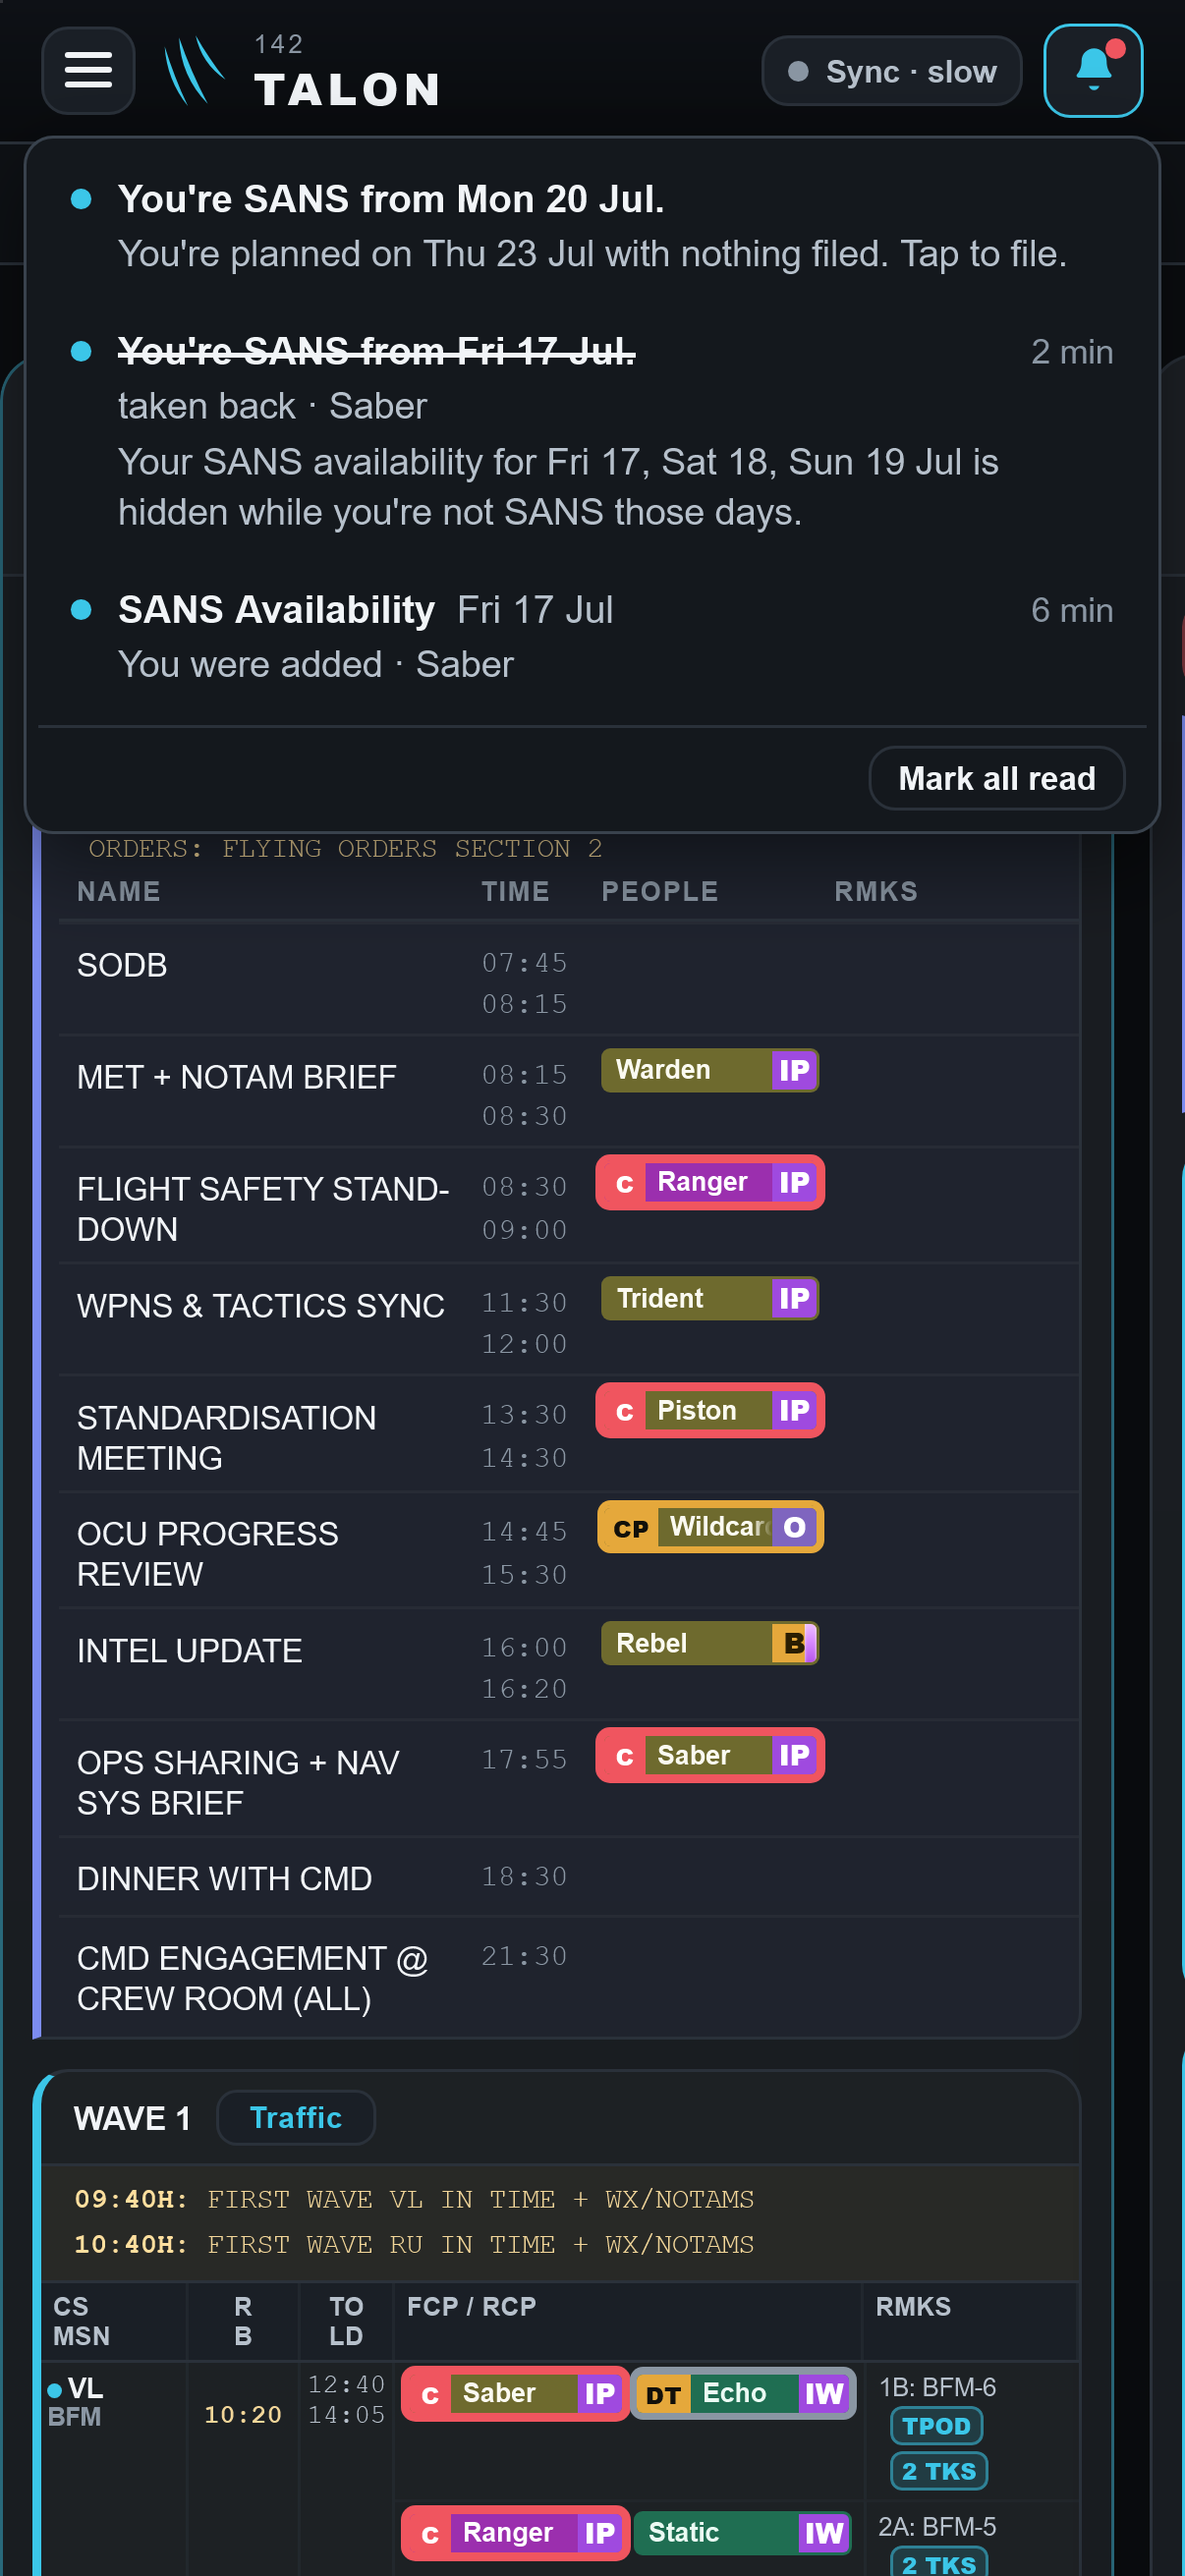 142
TALON
Sync · slow
You're SANS from Mon 20 Jul.
You're planned on Thu 23 Jul with nothing filed. Tap to file.
You're SANS from Fri 17 Jul. 2 min
taken back · Saber
Your SANS availability for Fri 17, Sat 18, Sun 19 Jul is
hidden while you're not SANS those days.
SANS Availability Fri 17 Jul 6 min
You were added · Saber
Mark all read
ORDERS: FLYING ORDERS SECTION 2
NAME TIME PEOPLE RMKS
SODB 07:45
08:15
MET + NOTAM BRIEF 08:15 Warden IP
08:30
FLIGHT SAFETY STAND- 08:30 C Ranger IP
DOWN 09:00
WPNS & TACTICS SYNC 11:30 Trident IP
12:00
STANDARDISATION 13:30 C Piston IP
MEETING 14:30
OCU PROGRESS 14:45 CP Wildcard O
REVIEW 15:30
INTEL UPDATE 16:00 Rebel B
16:20
OPS SHARING + NAV 17:55 C Saber IP
SYS BRIEF
DINNER WITH CMD 18:30
CMD ENGAGEMENT @ 21:30
CREW ROOM (ALL)
WAVE 1 Traffic
09:40H: FIRST WAVE VL IN TIME + WX/NOTAMS
10:40H: FIRST WAVE RU IN TIME + WX/NOTAMS
CS R TO FCP / RCP RMKS
MSN B LD
VL 12:40 C Saber IP DT Echo IW 1B: BFM-6
BFM 10:20 14:05 TPOD
2 TKS
C Ranger IP Static IW 2A: BFM-5
2 TKS